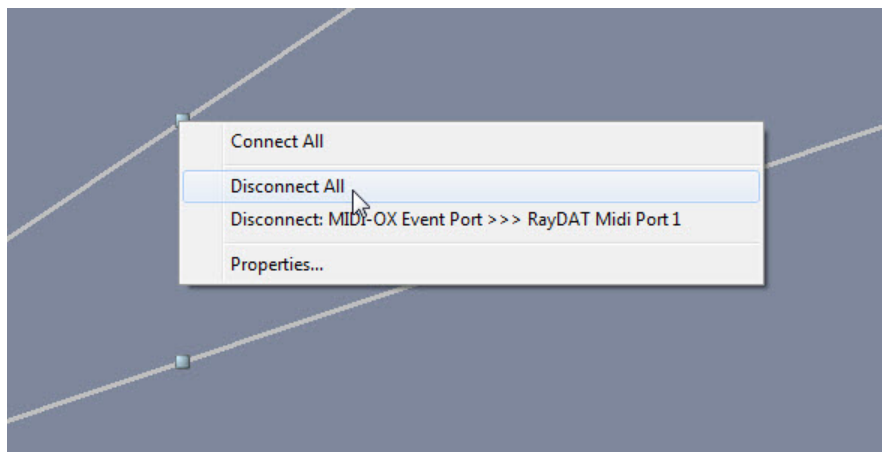 Connect All
Disconnect All
Disconnect: MIDI-OX Event Port >>> RayDAT Midi Port 1
Properties...